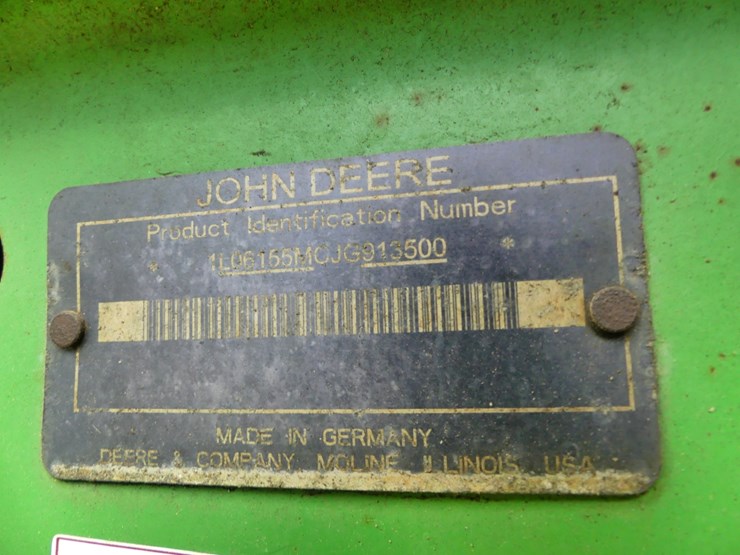 JOHN DEERE
Product Identification Number
* 1L06155MCJG913500 *
MADE IN GERMANY
DEERE & COMPANY MOLINE ILLINOIS USA